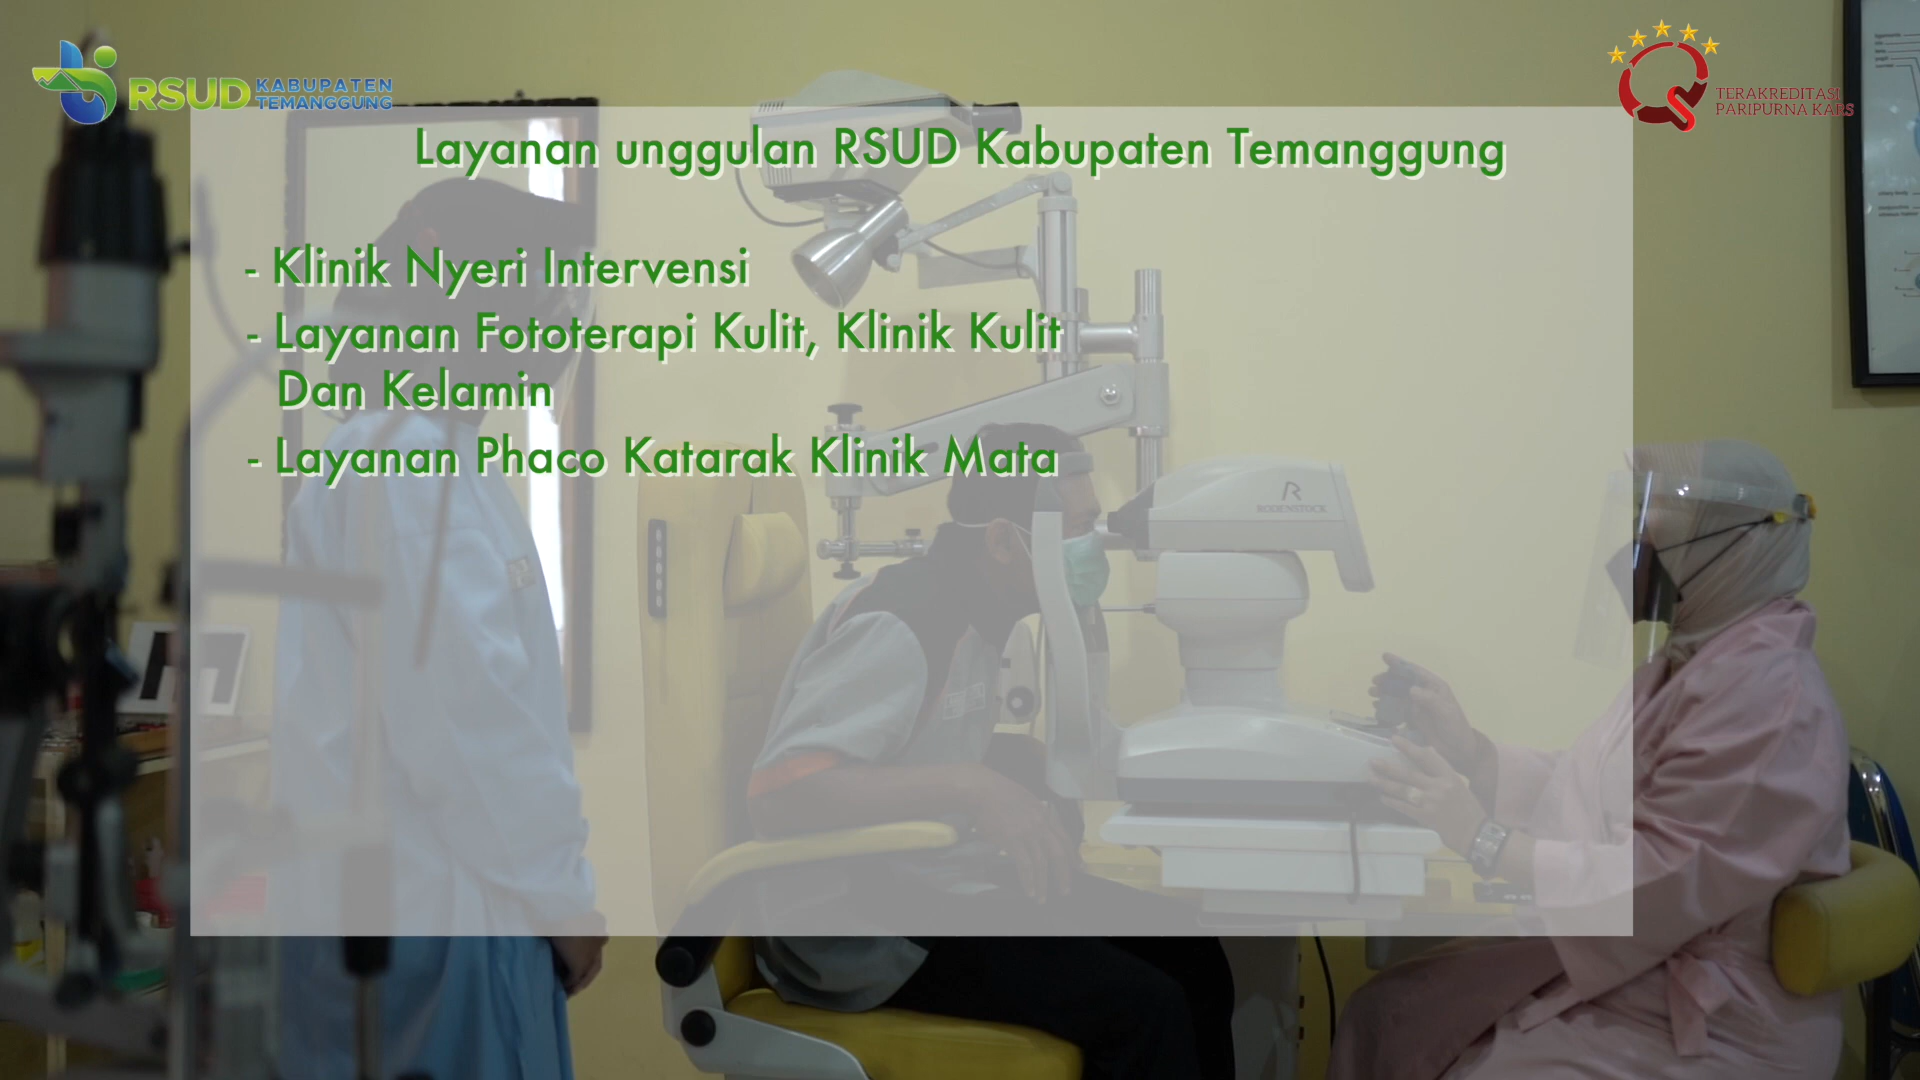 RSUD KABUPATEN
TEMANGGUNG
TERAKREDITASI
PARIPURNA KARS
Layanan unggulan RSUD Kabupaten Temanggung
- Klinik Nyeri Intervensi
- Layanan Fototerapi Kulit, Klinik Kulit
Dan Kelamin
- Layanan Phaco Katarak Klinik Mata
R
RODENSTOCK